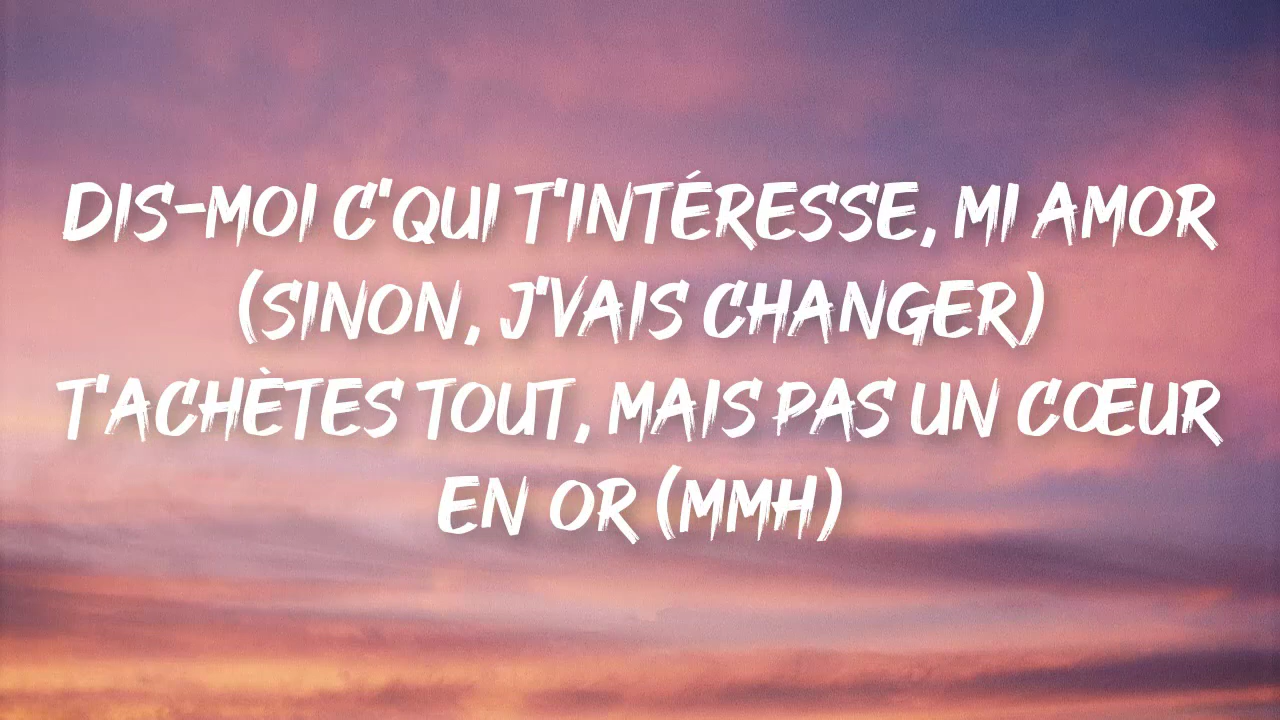 DIS-MOI C'QUI T'INTÉRESSE, MI AMOR
(SINON, J'VAIS CHANGER)
T'ACHÈTES TOUT, MAIS PAS UN CŒUR
EN OR (MMH)